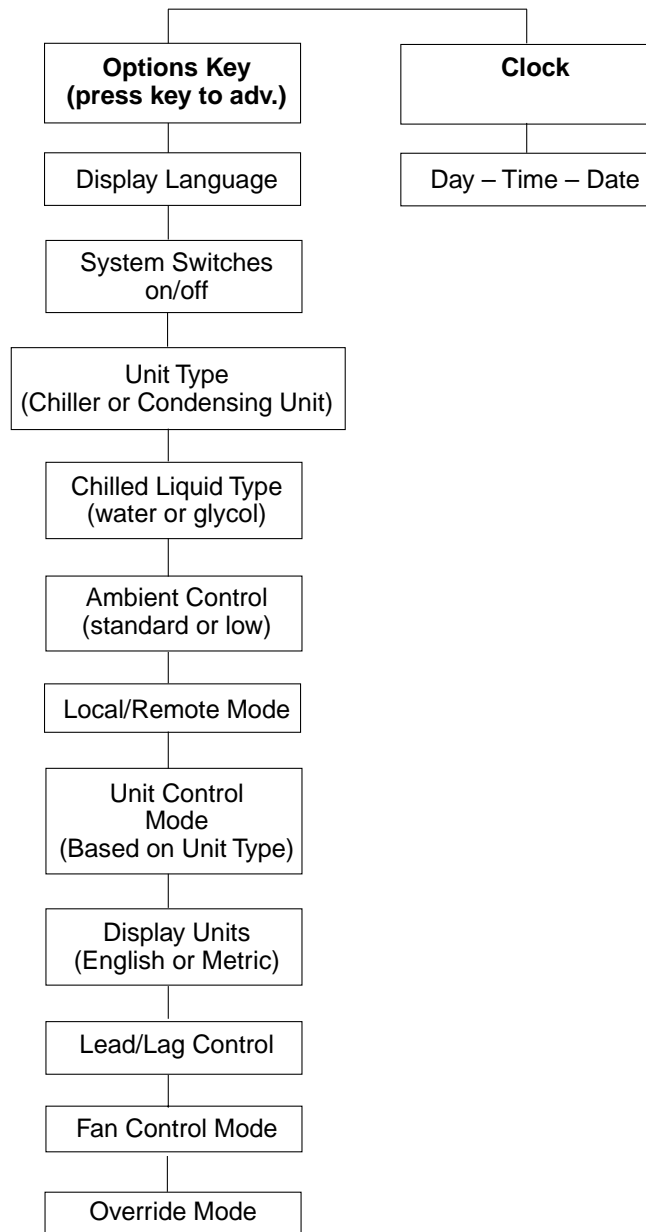 Options Key
(press key to adv.)
Display Language
System Switches
on/off
Unit Type
(Chiller or Condensing Unit)
Chilled Liquid Type
(water or glycol)
Ambient Control
(standard or low)
Local/Remote Mode
Unit Control
Mode
(Based on Unit Type)
Display Units
(English or Metric)
Lead/Lag Control
Fan Control Mode
Override Mode
Clock
Day – Time – Date